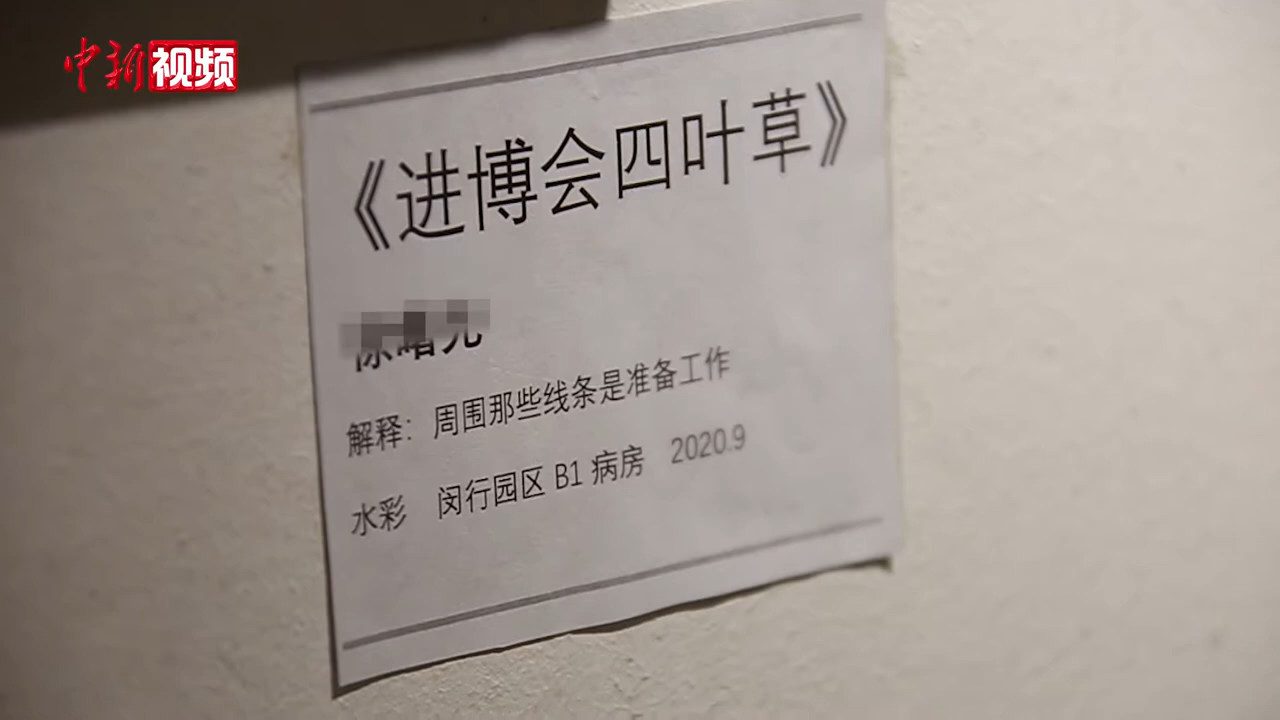 中新视频
《进博会四叶草》
解释：周围那些线条是准备工作
水彩 闵行园区 B1 病房 2020.9